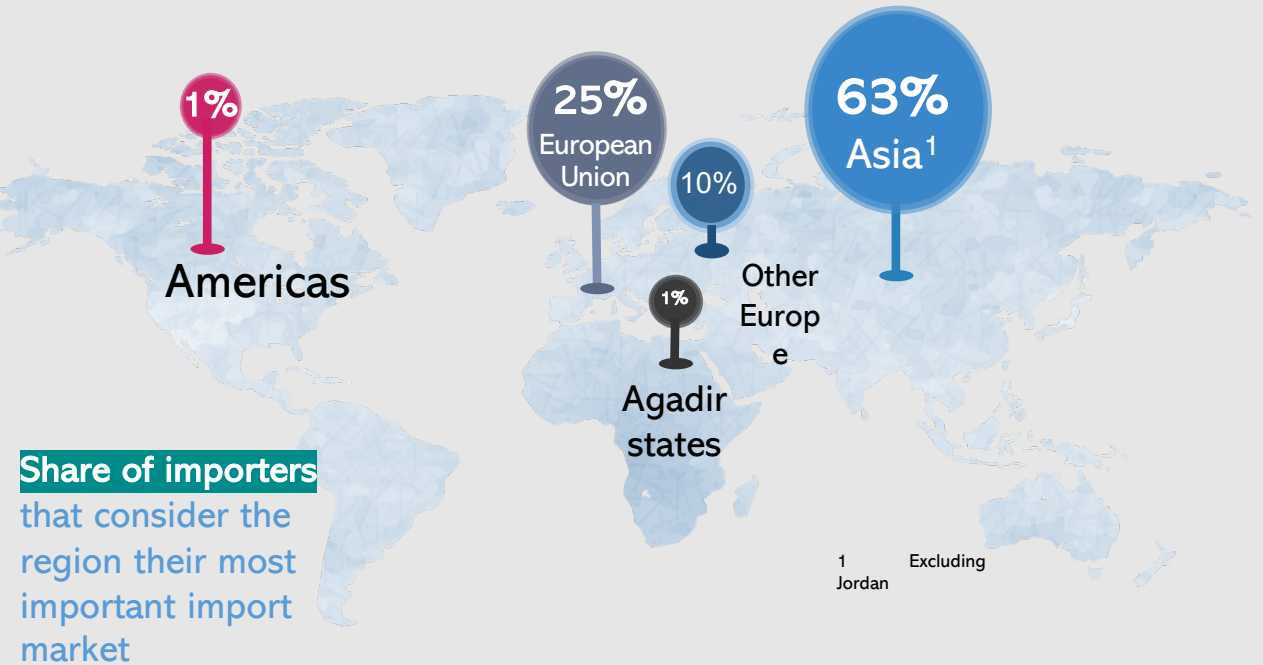 1%
Americas
25%
European
Union
10%
Other
Europ
e
63%
Asia¹
1%
Agadir
states
Share of importers
that consider the
region their most
important import
market
1 Excluding
Jordan